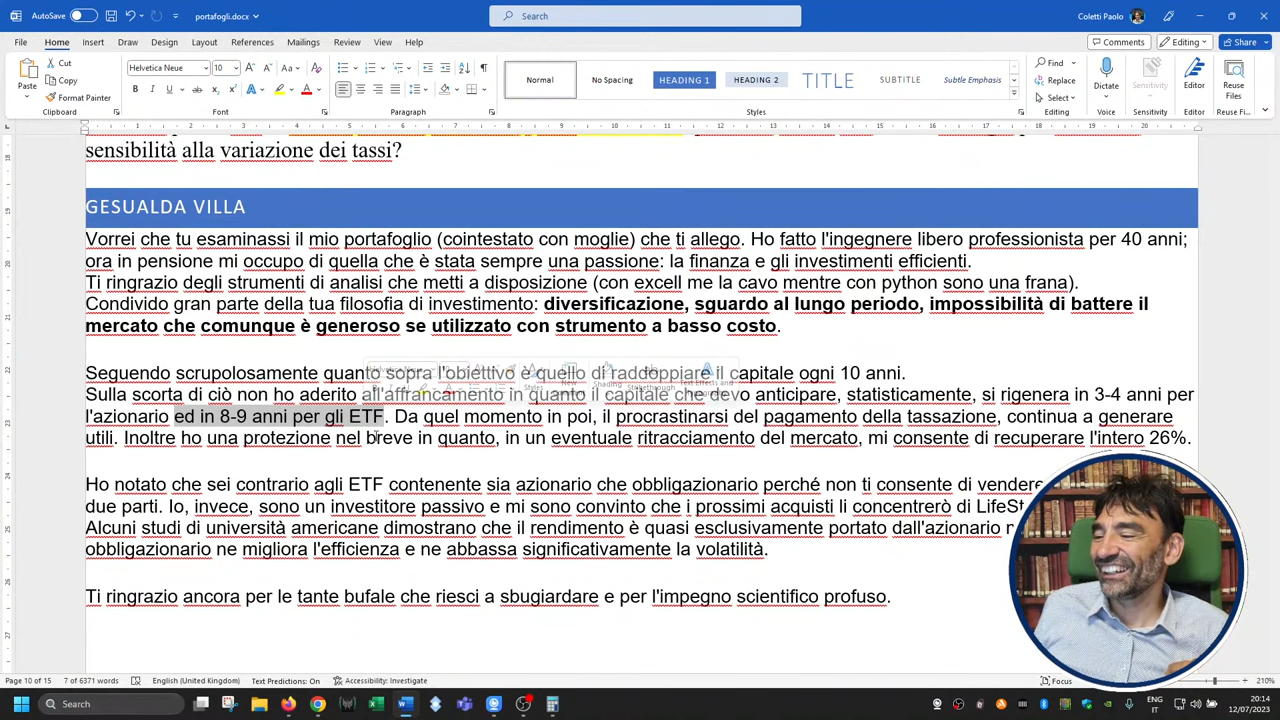 AutoSave
portafogli.docx
Search
Coletti Paolo
File Home Insert Draw Design Layout References Mailings Review View Help
Comments Editing Share
Paste
Cut
Copy
Format Painter
Clipboard
Helvetica Neue 10
Font
Paragraph
Normal
No Spacing
HEADING 1
HEADING 2
TITLE
SUBTITLE
Subtle Emphasis
Styles
Find
Replace
Select
Editing
Dictate
Voice
Sensitivity
Sensitivity
Editor
Editor
Reuse Files
Reuse Fi...
sensibilità alla variazione dei tassi?
GESUALDA VILLA
Vorrei che tu esaminassi il mio portafoglio (cointestato con moglie) che ti allego. Ho fatto l'ingegnere libero professionista per 40 anni;
ora in pensione mi occupo di quella che è stata sempre una passione: la finanza e gli investimenti efficienti.
Ti ringrazio degli strumenti di analisi che metti a disposizione (con excell me la cavo mentre con python sono una frana).
Condivido gran parte della tua filosofia di investimento: diversificazione, sguardo al lungo periodo, impossibilità di battere il
mercato che comunque è generoso se utilizzato con strumento a basso costo.
Seguendo scrupolosamente quanto sopra l'obiettivo è quello di raddoppiare il capitale ogni 10 anni.
Sulla scorta di ciò non ho aderito all'affrancamento in quanto il capitale che devo anticipare, statisticamente, si rigenera in 3-4 anni per
l'azionario ed in 8-9 anni per gli ETF. Da quel momento in poi, il procrastinarsi del pagamento della tassazione, continua a generare
utili. Inoltre ho una protezione nel breve in quanto, in un eventuale ritracciamento del mercato, mi consente di recuperare l'intero 26%.
Ho notato che sei contrario agli ETF contenente sia azionario che obbligazionario perché non ti consente di vendere
due parti. Io, invece, sono un investitore passivo e mi sono convinto che i prossimi acquisti li concentrerò di LifeSt
Alcuni studi di università americane dimostrano che il rendimento è quasi esclusivamente portato dall'azionario
obbligazionario ne migliora l'efficienza e ne abbassa significativamente la volatilità.
Ti ringrazio ancora per le tante bufale che riesci a sbugiardare e per l'impegno scientifico profuso.
Page 10 of 15 7 of 6371 words English (United Kingdom) Text Predictions: On Accessibility: Investigate Focus 210%
Search
ENG
IT
20:14
12/07/2023